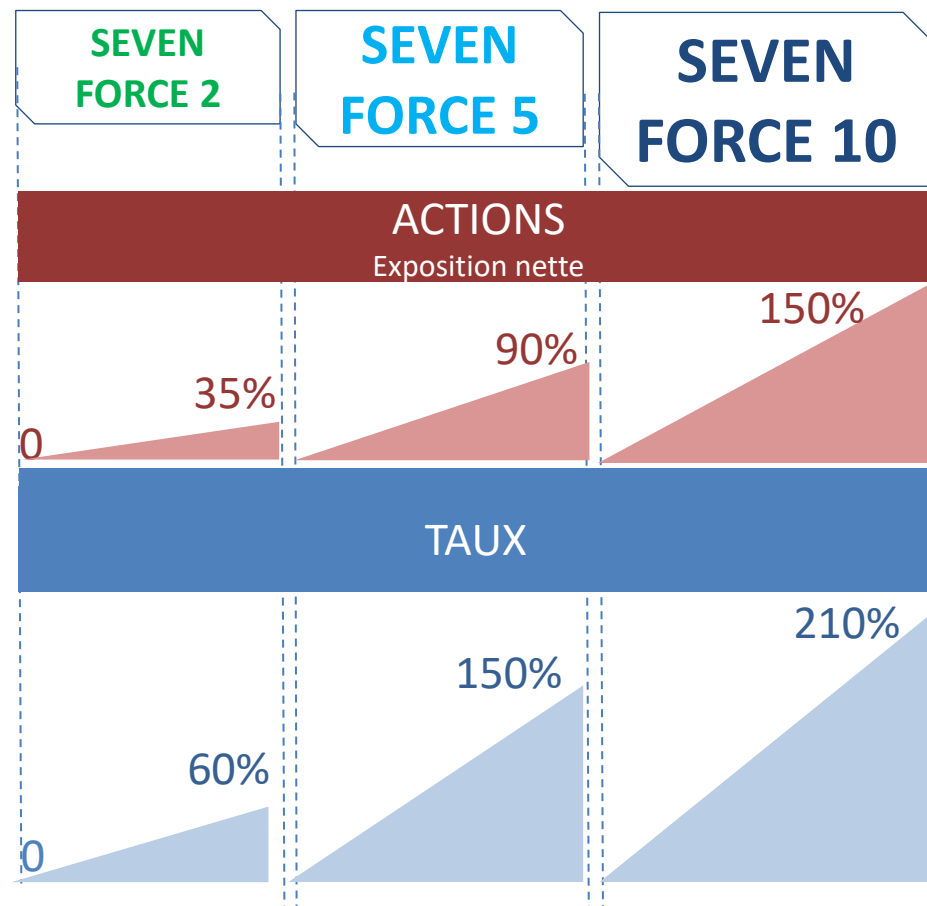 SEVEN
FORCE 2
SEVEN
FORCE 5
SEVEN
FORCE 10
ACTIONS
Exposition nette
0
35%
90%
150%
TAUX
0
60%
150%
210%